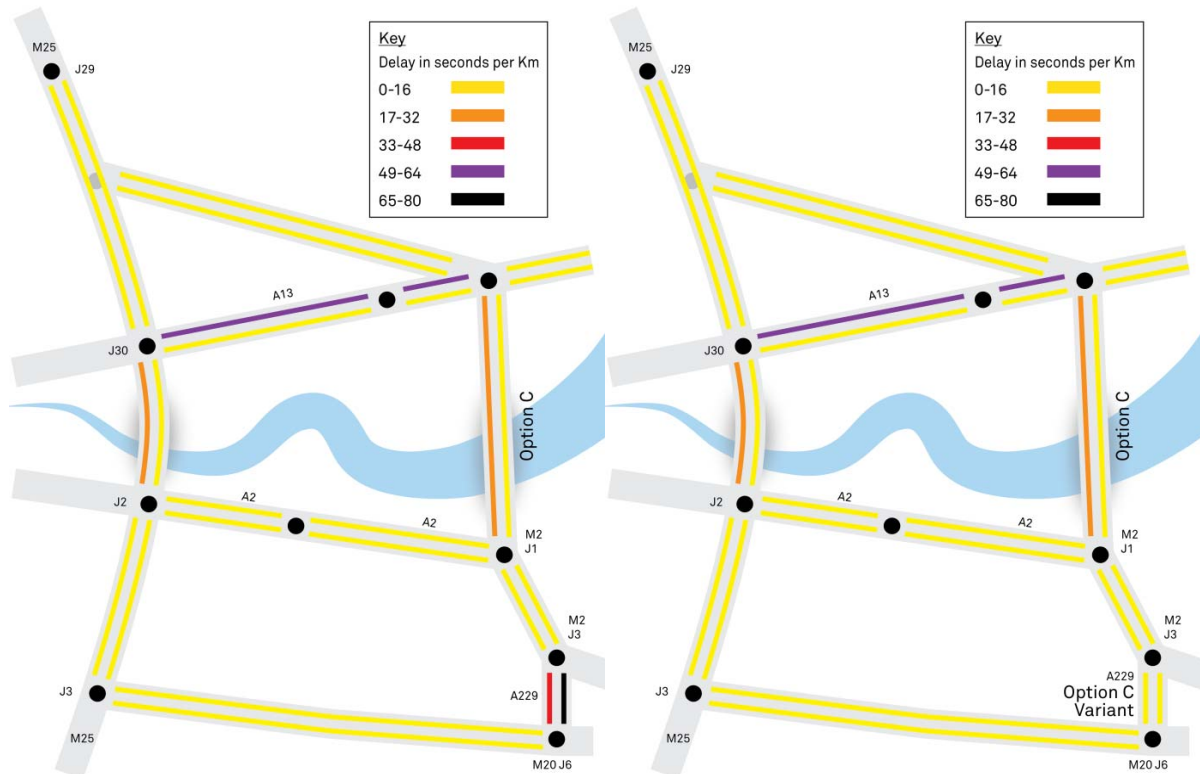 M25
J29
Key
Delay in seconds per Km
0-16
17-32
33-48
49-64
65-80
A13
J30
Option C
J2
A2
A2
M2
J1
M2
J3
A229
J3
M25
M20 J6
M25
J29
Key
Delay in seconds per Km
0-16
17-32
33-48
49-64
65-80
A13
J30
Option C
J2
A2
A2
M2
J1
M2
J3
A229
Option C
Variant
J3
M25
M20 J6